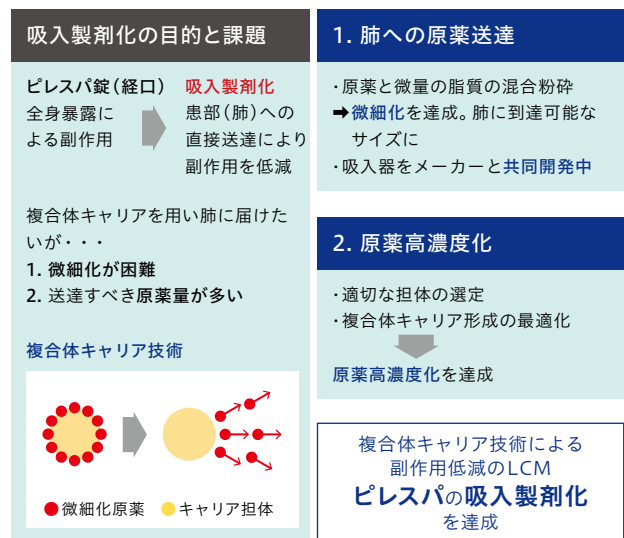 吸入製剤化の目的と課題
ピレスパ錠(経口)
全身暴露に
よる副作用
吸入製剤化
患部(肺)への
直接送達により
副作用を低減
複合体キャリアを用い肺に届けた
いが・・・
1. 微細化が困難
2. 送達すべき原薬量が多い
複合体キャリア技術
微細化原薬
キャリア担体
1. 肺への原薬送達
・原薬と微量の脂質の混合粉砕
➡微細化を達成。肺に到達可能な
サイズに
・吸入器をメーカーと共同開発中
2. 原薬高濃度化
・適切な担体の選定
・複合体キャリア形成の最適化
原薬高濃度化を達成
複合体キャリア技術による
副作用低減のLCM
ピレスパの吸入製剤化
を達成